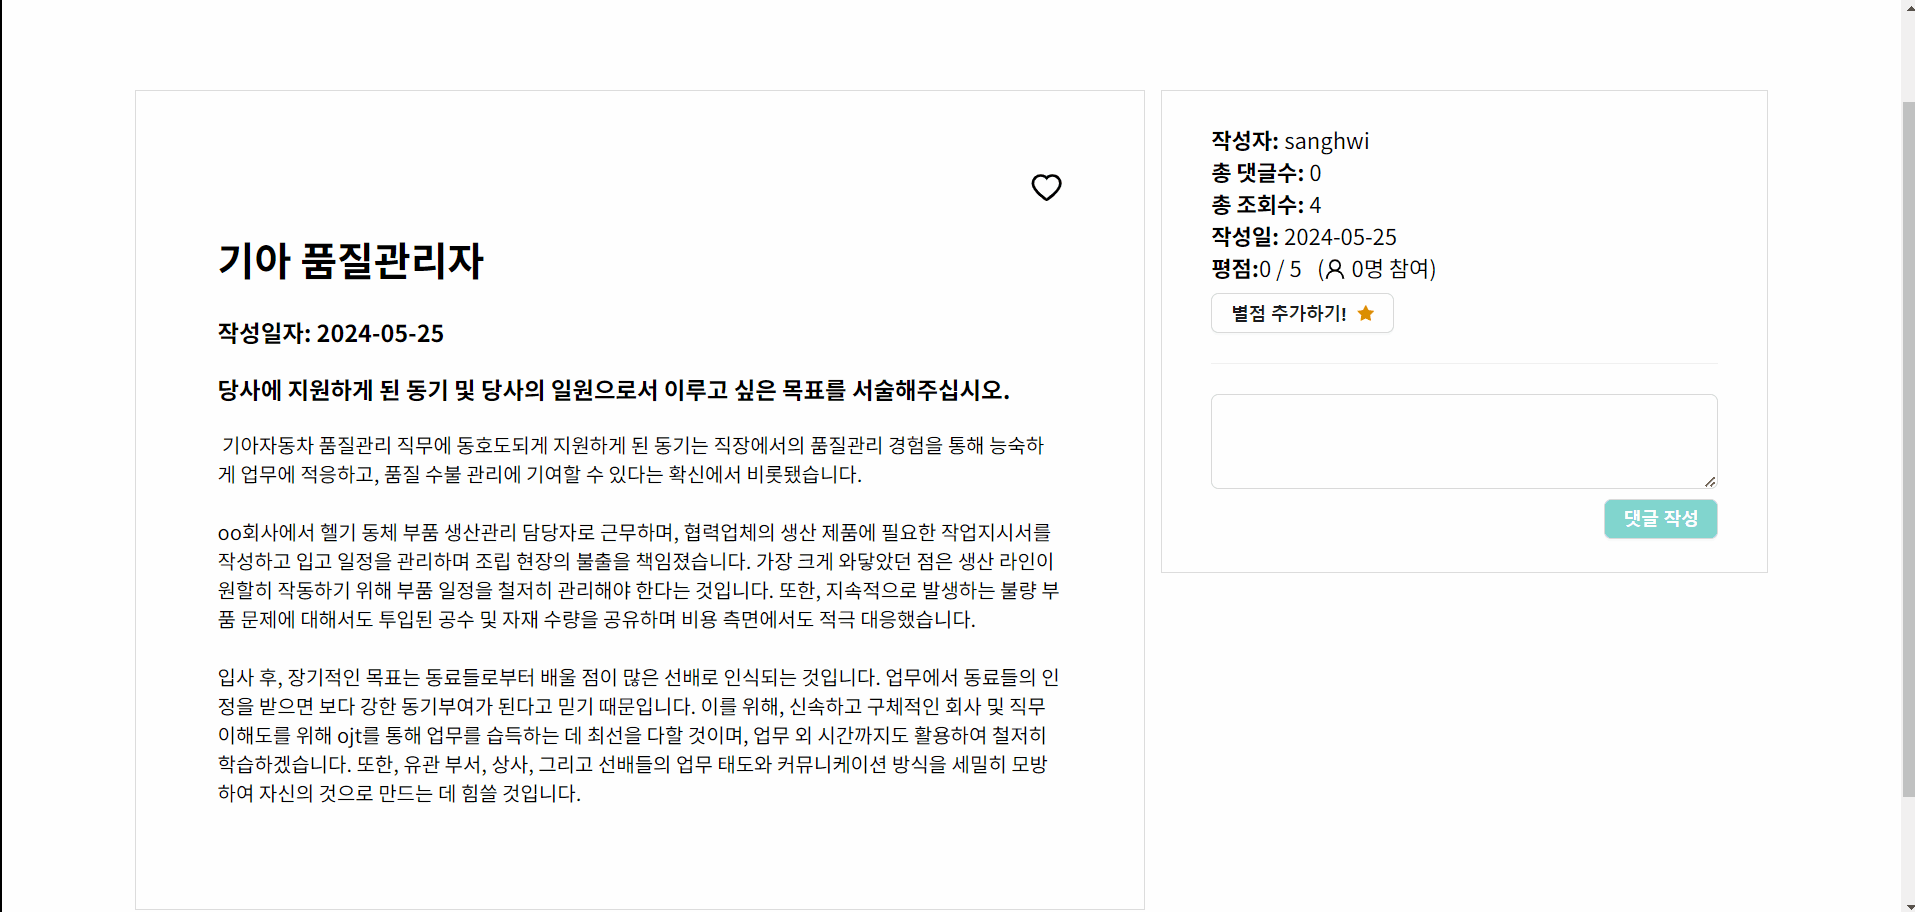 기아 품질관리자
작성일자: 2024-05-25
당사에 지원하게 된 동기 및 당사의 일원으로서 이루고 싶은 목표를 서술해주십시오.
기아자동차 품질관리 직무에 동호도되게 지원하게 된 동기는 직장에서의 품질관리 경험을 통해 능숙하
게 업무에 적응하고, 품질 수불 관리에 기여할 수 있다는 확신에서 비롯됐습니다.
oo회사에서 헬기 동체 부품 생산관리 담당자로 근무하며, 협력업체의 생산 제품에 필요한 작업지시서를
작성하고 입고 일정을 관리하며 조립 현장의 불출을 책임졌습니다. 가장 크게 와닿았던 점은 생산 라인이
원할히 작동하기 위해 부품 일정을 철저히 관리해야 한다는 것입니다. 또한, 지속적으로 발생하는 불량 부
품 문제에 대해서도 투입된 공수 및 자재 수량을 공유하며 비용 측면에서도 적극 대응했습니다.
입사 후, 장기적인 목표는 동료들로부터 배울 점이 많은 선배로 인식되는 것입니다. 업무에서 동료들의 인
정을 받으면 보다 강한 동기부여가 된다고 믿기 때문입니다. 이를 위해, 신속하고 구체적인 회사 및 직무
이해도를 위해 ojt를 통해 업무를 습득하는 데 최선을 다할 것이며, 업무 외 시간까지도 활용하여 철저히
학습하겠습니다. 또한, 유관 부서, 상사, 그리고 선배들의 업무 태도와 커뮤니케이션 방식을 세밀히 모방
하여 자신의 것으로 만드는 데 힘쓸 것입니다.
작성자: sanghwi
총 댓글수: 0
총 조회수: 4
작성일: 2024-05-25
평점:0 / 5 (0명 참여)
별점 추가하기!
댓글 작성